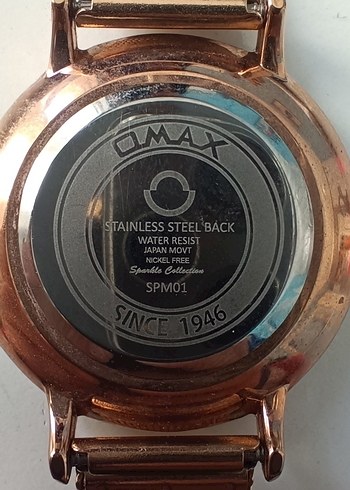 OMAX
STAINLESS STEEL BACK
WATER RESIST
JAPAN MOVT
NICKEL FREE
Sparkle Collection
SPM01
SINCE 1946